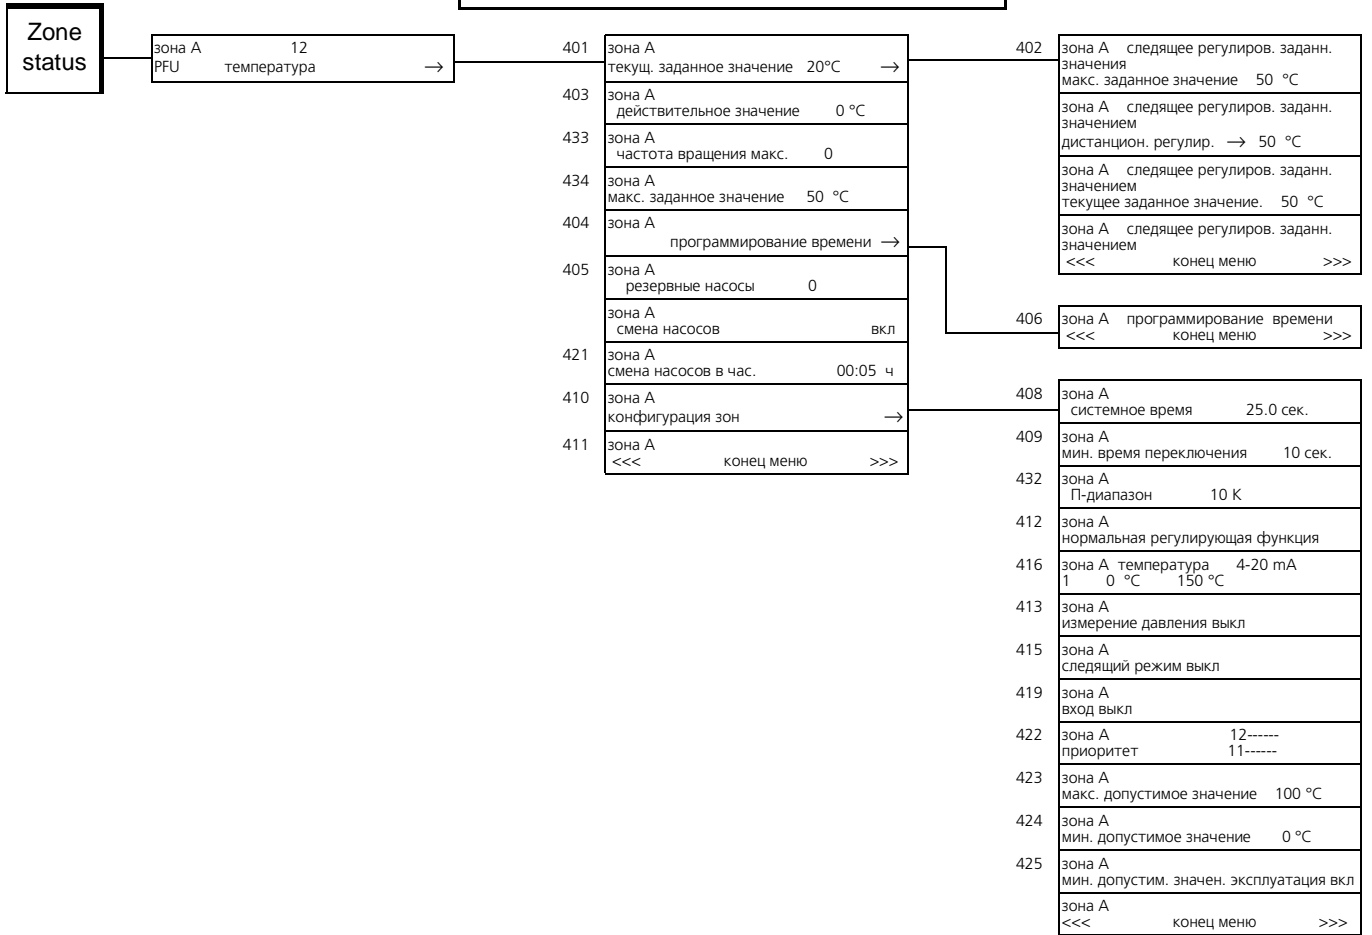 Zone
status
зона A 12
PFU температура →
401 зона A
текущ. заданное значение 20°C →
403 зона A
действительное значение 0 °C
433 зона A
частота вращения макс. 0
434 зона A
макс. заданное значение 50 °C
404 зона A
программирование времени →
405 зона A
резервные насосы 0
зона A
смена насосов вкл
421 зона A
смена насосов в час. 00:05 ч
410 зона A
конфигурация зон →
411 зона A
<<< конец меню >>>
402 зона A следящее регулиров. заданн.
значения
макс. заданное значение 50 °C
зона A следящее регулиров. заданн.
значением
дистанцион. регулир. → 50 °C
зона A следящее регулиров. заданн.
значением
текущее заданное значение. 50 °C
зона A следящее регулиров. заданн.
значением
<<< конец меню >>>
406 зона A программирование времени
<<< конец меню >>>
408 зона A
системное время 25.0 сек.
409 зона A
мин. время переключения 10 сек.
432 зона A
П-диапазон 10 K
412 зона A
нормальная регулирующая функция
416 зона A температура 4-20 mA
1 0 °C 150 °C
413 зона A
измерение давления выкл
415 зона A
следящий режим выкл
419 зона A
вход выкл
422 зона A 12------
приоритет 11------
423 зона A
макс. допустимое значение 100 °C
424 зона A
мин. допустимое значение 0 °C
425 зона A
мин. допустим. значен. эксплуатация вкл
зона A
<<< конец меню >>>